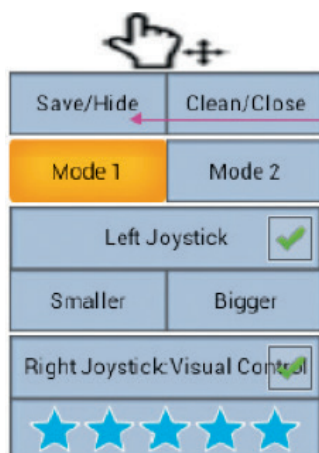 Save/Hide Clean/Close
Mode 1 Mode 2
Left Joystick
Smaller Bigger
Right Joystick:Visual Control